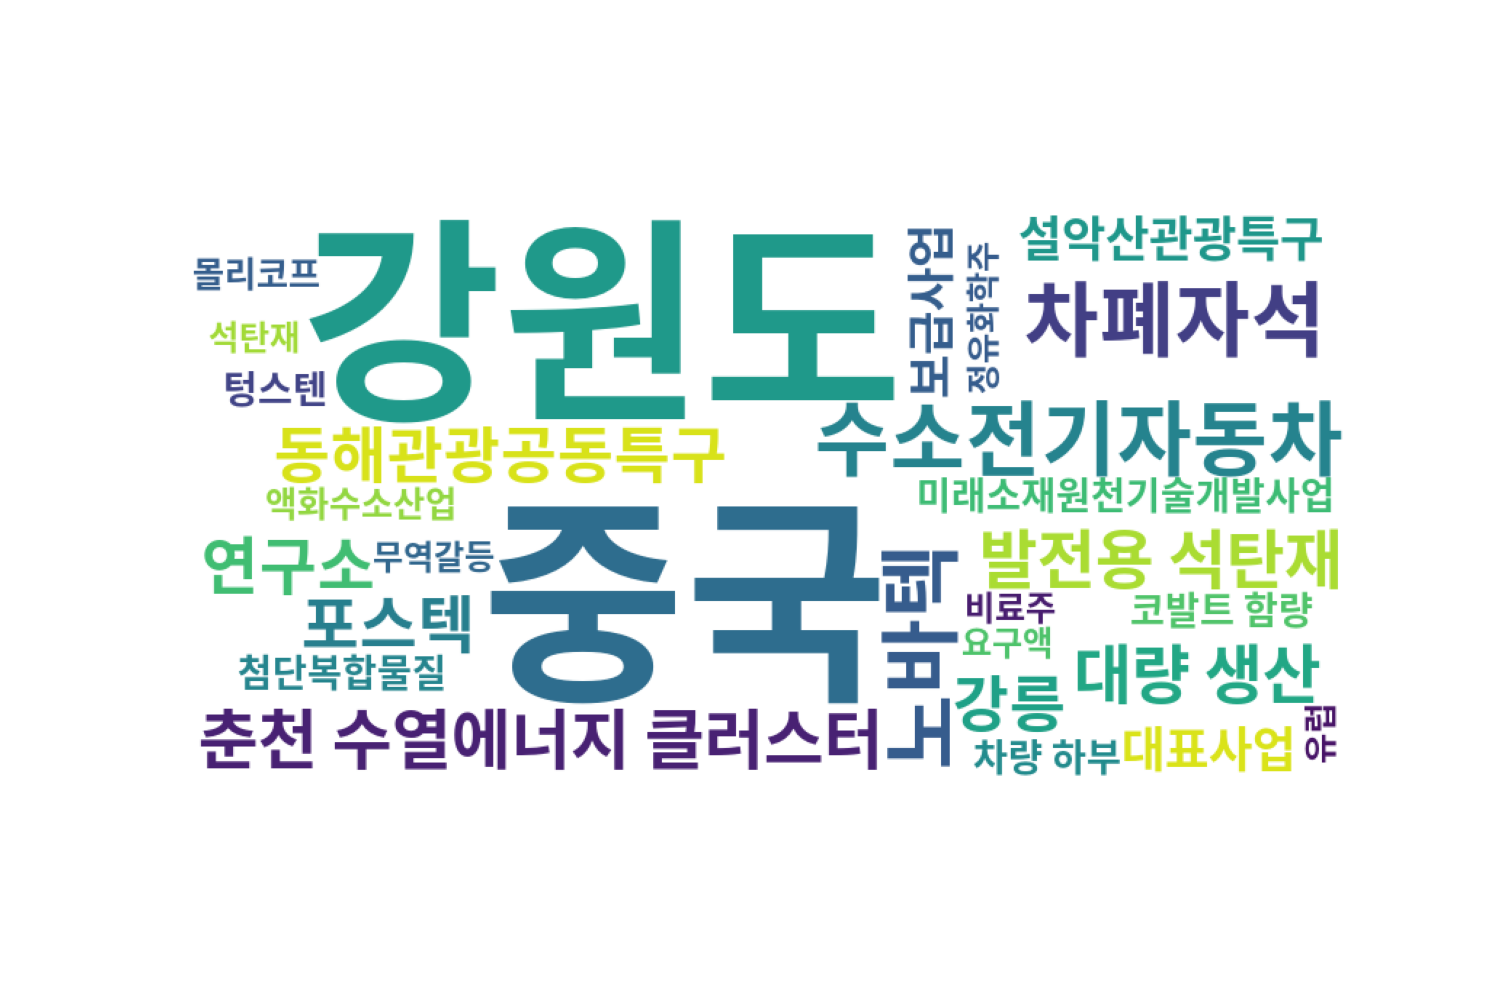 강원도
몰리코프
석탄재
텅스텐
보급사업
정유화학주
설악산관광특구
차폐자석
동해관광공동특구
수소전기자동차
액화수소산업
미래소재원천기술개발사업
연구소
무역갈등
중국
노바텍
발전용 석탄재
포스텍
비료주
코발트 함량
요구액
첨단복합물질
강릉
대량 생산
춘천 수열에너지 클러스터
차량 하부
대표사업
유럽